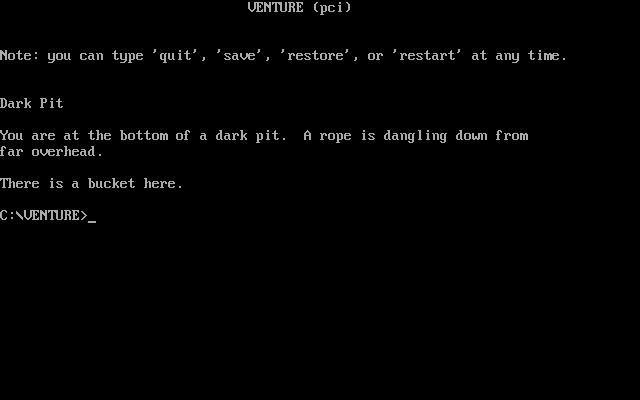 VENTURE (pci)
Note: you can type 'quit', 'save', 'restore', or 'restart' at any time.
Dark Pit
You are at the bottom of a dark pit.  A rope is dangling down from
far overhead.
There is a bucket here.
C:\VENTURE>_